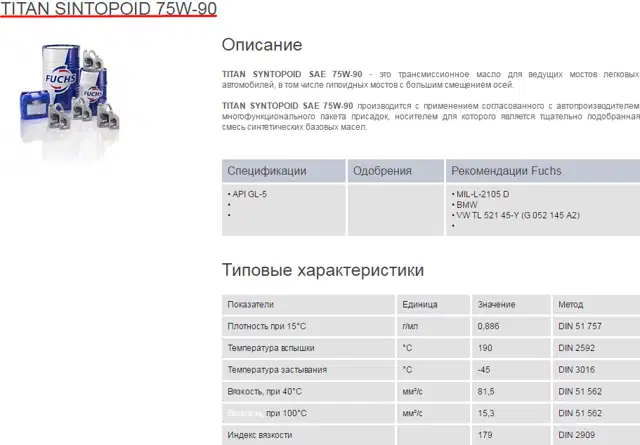 TITAN SINTOPOID 75W-90
FUCHS
Описание
TITAN SYNTOPOID SAE 75W-90 - это трансмиссионное масло для ведущих мостов легковых
автомобилей, в том числе гипоидных мостов с большим смещением осей.
TITAN SYNTOPOID SAE 75W-90 производится с применением согласованного с автопроизводителем
многофункционального пакета присадок, носителем для которого является тщательно подобранная
смесь синтетических базовых масел.
Спецификации Одобрения Рекомендации Fuchs
• API GL-5 • MIL-L-2105 D
• • BMW
• • VW TL 521 45-Y (G 052 145 A2)
•
Типовые характеристики
Показатели Единица Значение Метод
Плотность при 15°C г/мл 0,886 DIN 51 757
Температура вспышки °C 190 DIN 2592
Температура застывания °C -45 DIN 3016
Вязкость, при 40°C мм²/с 81,5 DIN 51 562
Вязкость, при 100°C мм²/с 15,3 DIN 51 562
Индекс вязкости 179 DIN 2909